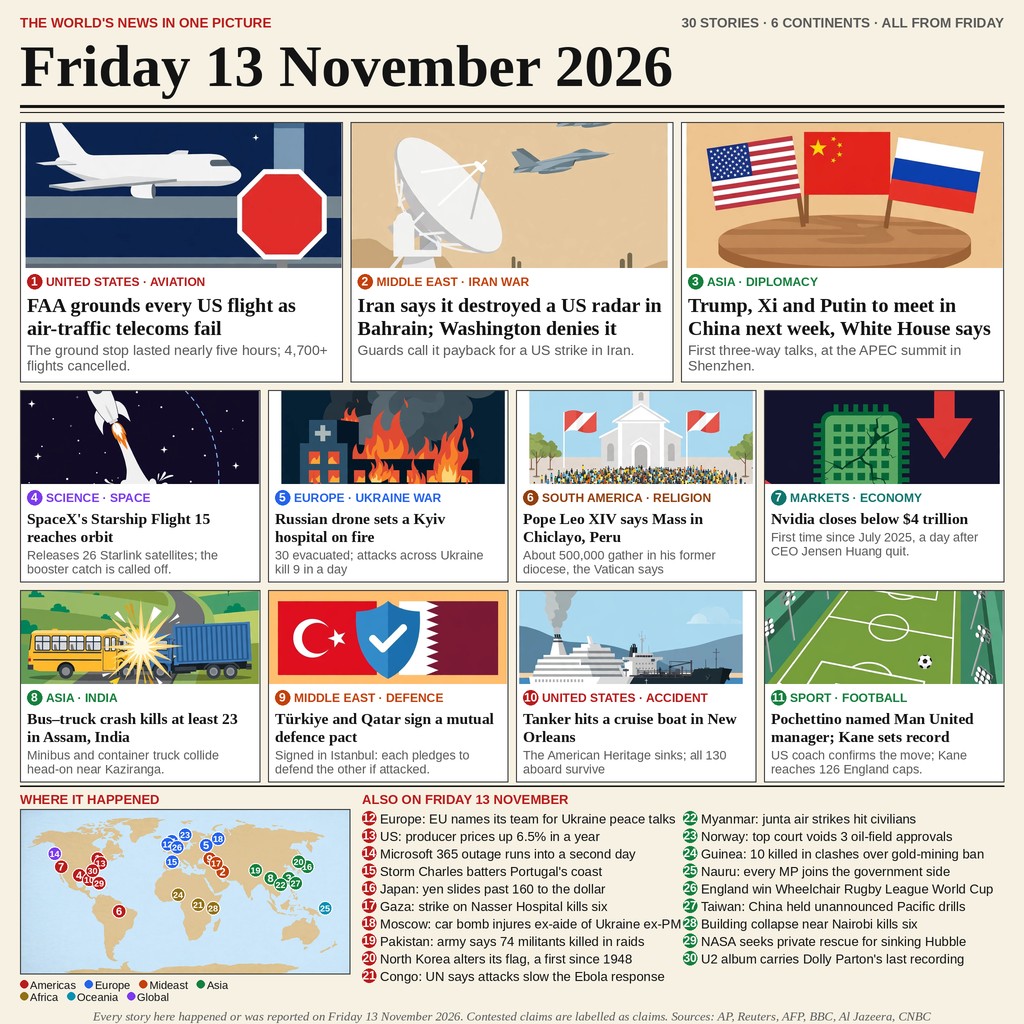 THE WORLD'S NEWS IN ONE PICTURE
30 STORIES · 6 CONTINENTS · ALL FROM FRIDAY
Friday 13 November 2026
1 UNITED STATES · AVIATION
FAA grounds every US flight as
air-traffic telecoms fail
The ground stop lasted nearly five hours; 4,700+
flights cancelled.
2 MIDDLE EAST · IRAN WAR
Iran says it destroyed a US radar in
Bahrain; Washington denies it
Guards call it payback for a US strike in Iran.
3 ASIA · DIPLOMACY
Trump, Xi and Putin to meet in
China next week, White House says
First three-way talks, at the APEC summit in
Shenzhen.
4 SCIENCE · SPACE
SpaceX's Starship Flight 15
reaches orbit
Releases 26 Starlink satellites; the
booster catch is called off.
5 EUROPE · UKRAINE WAR
Russian drone sets a Kyiv
hospital on fire
30 evacuated; attacks across Ukraine
kill 9 in a day
6 SOUTH AMERICA · RELIGION
Pope Leo XIV says Mass in
Chiclayo, Peru
About 500,000 gather in his former
diocese, the Vatican says
7 MARKETS · ECONOMY
Nvidia closes below $4 trillion
First time since July 2025, a day after
CEO Jensen Huang quit.
8 ASIA · INDIA
Bus–truck crash kills at least 23
in Assam, India
Minibus and container truck collide
head-on near Kaziranga.
9 MIDDLE EAST · DEFENCE
Türkiye and Qatar sign a mutual
defence pact
Signed in Istanbul: each pledges to
defend the other if attacked.
10 UNITED STATES · ACCIDENT
Tanker hits a cruise boat in New
Orleans
The American Heritage sinks; all 130
aboard survive
11 SPORT · FOOTBALL
Pochettino named Man United
manager; Kane sets record
US coach confirms the move; Kane
reaches 126 England caps.
WHERE IT HAPPENED
Americas Europe Mideast Asia
Africa Oceania Global
ALSO ON FRIDAY 13 NOVEMBER
12 Europe: EU names its team for Ukraine peace talks
13 US: producer prices up 6.5% in a year
14 Microsoft 365 outage runs into a second day
15 Storm Charles batters Portugal's coast
16 Japan: yen slides past 160 to the dollar
17 Gaza: strike on Nasser Hospital kills six
18 Moscow: car bomb injures ex-aide of Ukraine ex-PM
19 Pakistan: army says 74 militants killed in raids
20 North Korea alters its flag, a first since 1948
21 Congo: UN says attacks slow the Ebola response
22 Myanmar: junta air strikes hit civilians
23 Norway: top court voids 3 oil-field approvals
24 Guinea: 10 killed in clashes over gold-mining ban
25 Nauru: every MP joins the government side
26 England win Wheelchair Rugby League World Cup
27 Taiwan: China held unannounced Pacific drills
28 Building collapse near Nairobi kills six
29 NASA seeks private rescue for sinking Hubble
30 U2 album carries Dolly Parton's last recording
Every story here happened or was reported on Friday 13 November 2026. Contested claims are labelled as claims. Sources: AP, Reuters, AFP, BBC, Al Jazeera, CNBC